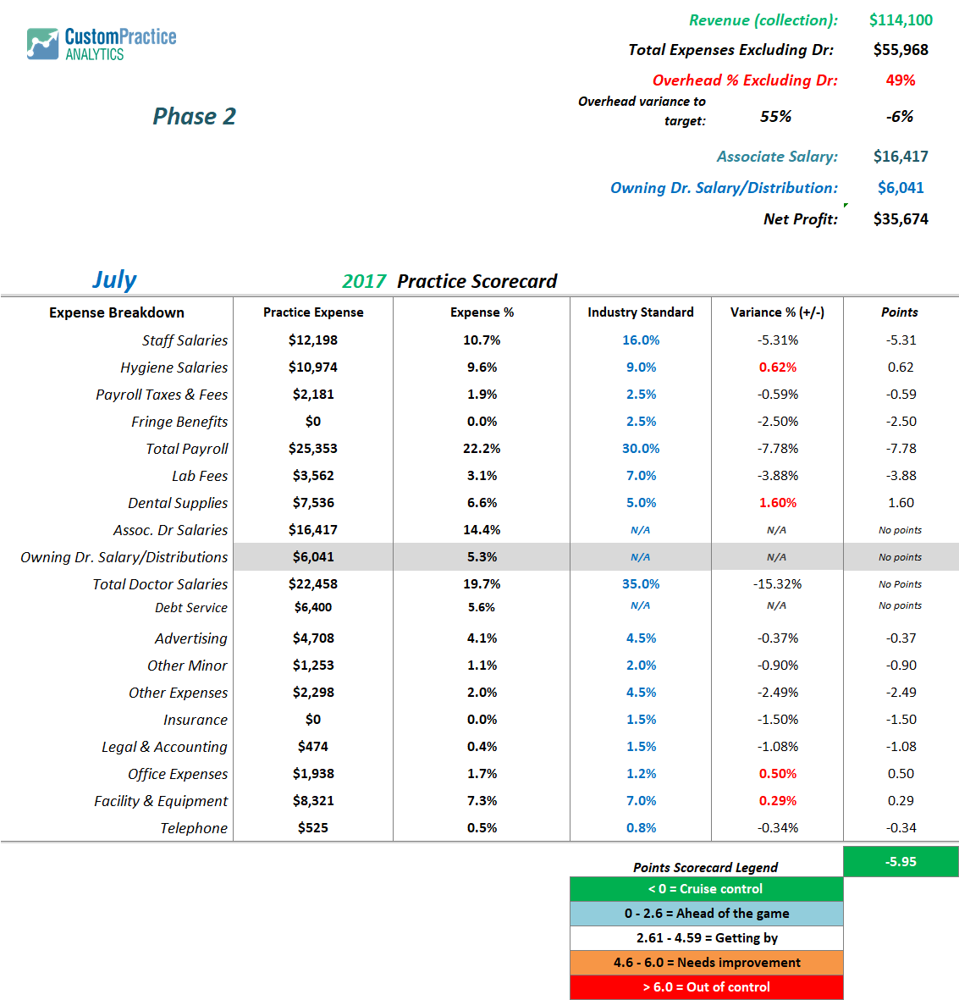 CustomPractice
ANALYTICS
Phase 2
Revenue (collection): $114,100
Total Expenses Excluding Dr: $55,968
Overhead % Excluding Dr: 49%
Overhead variance to
target: 55% -6%
Associate Salary: $16,417
Owning Dr. Salary/Distribution: $6,041
Net Profit: $35,674
July 2017 Practice Scorecard
Expense Breakdown Practice Expense Expense % Industry Standard Variance % (+/-) Points
Staff Salaries $12,198 10.7% 16.0% -5.31% -5.31
Hygiene Salaries $10,974 9.6% 9.0% 0.62% 0.62
Payroll Taxes & Fees $2,181 1.9% 2.5% -0.59% -0.59
Fringe Benefits $0 0.0% 2.5% -2.50% -2.50
Total Payroll $25,353 22.2% 30.0% -7.78% -7.78
Lab Fees $3,562 3.1% 7.0% -3.88% -3.88
Dental Supplies $7,536 6.6% 5.0% 1.60% 1.60
Assoc. Dr Salaries $16,417 14.4% N/A N/A No points
Owning Dr. Salary/Distributions $6,041 5.3% N/A N/A No points
Total Doctor Salaries $22,458 19.7% 35.0% -15.32% No Points
Debt Service $6,400 5.6% N/A N/A No points
Advertising $4,708 4.1% 4.5% -0.37% -0.37
Other Minor $1,253 1.1% 2.0% -0.90% -0.90
Other Expenses $2,298 2.0% 4.5% -2.49% -2.49
Insurance $0 0.0% 1.5% -1.50% -1.50
Legal & Accounting $474 0.4% 1.5% -1.08% -1.08
Office Expenses $1,938 1.7% 1.2% 0.50% 0.50
Facility & Equipment $8,321 7.3% 7.0% 0.29% 0.29
Telephone $525 0.5% 0.8% -0.34% -0.34
-5.95
Points Scorecard Legend
< 0 = Cruise control
0 - 2.6 = Ahead of the game
2.61 - 4.59 = Getting by
4.6 - 6.0 = Needs improvement
> 6.0 = Out of control